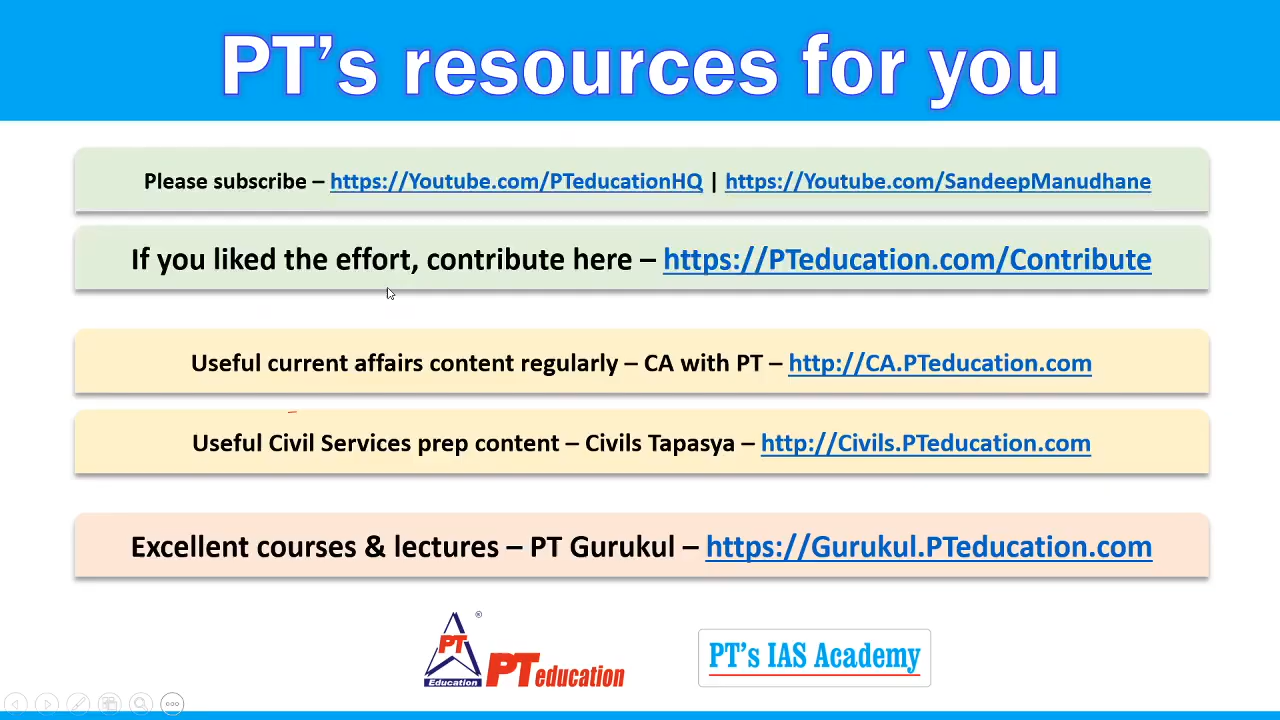 PT's resources for you
Please subscribe – https://Youtube.com/PTeducationHQ | https://Youtube.com/SandeepManudhane
If you liked the effort, contribute here – https://PTeducation.com/Contribute
Useful current affairs content regularly – CA with PT – http://CA.PTeducation.com
Useful Civil Services prep content – Civils Tapasya – http://Civils.PTeducation.com
Excellent courses & lectures – PT Gurukul – https://Gurukul.PTeducation.com
PT ®
Education
PT education
PT's IAS Academy